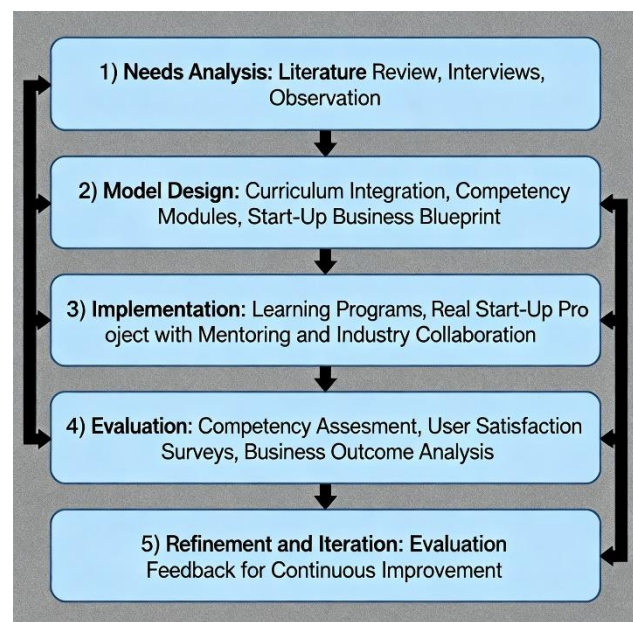 1) Needs Analysis: Literature Review, Interviews,
Observation
2) Model Design: Curriculum Integration, Competency
Modules, Start-Up Business Blueprint
3) Implementation: Learning Programs, Real Start-Up Pro
oject with Mentoring and Industry Collaboration
4) Evaluation: Competency Assesment, User Satisfaction
Surveys, Business Outcome Analysis
5) Refinement and Iteration: Evaluation
Feedback for Continuous Improvement